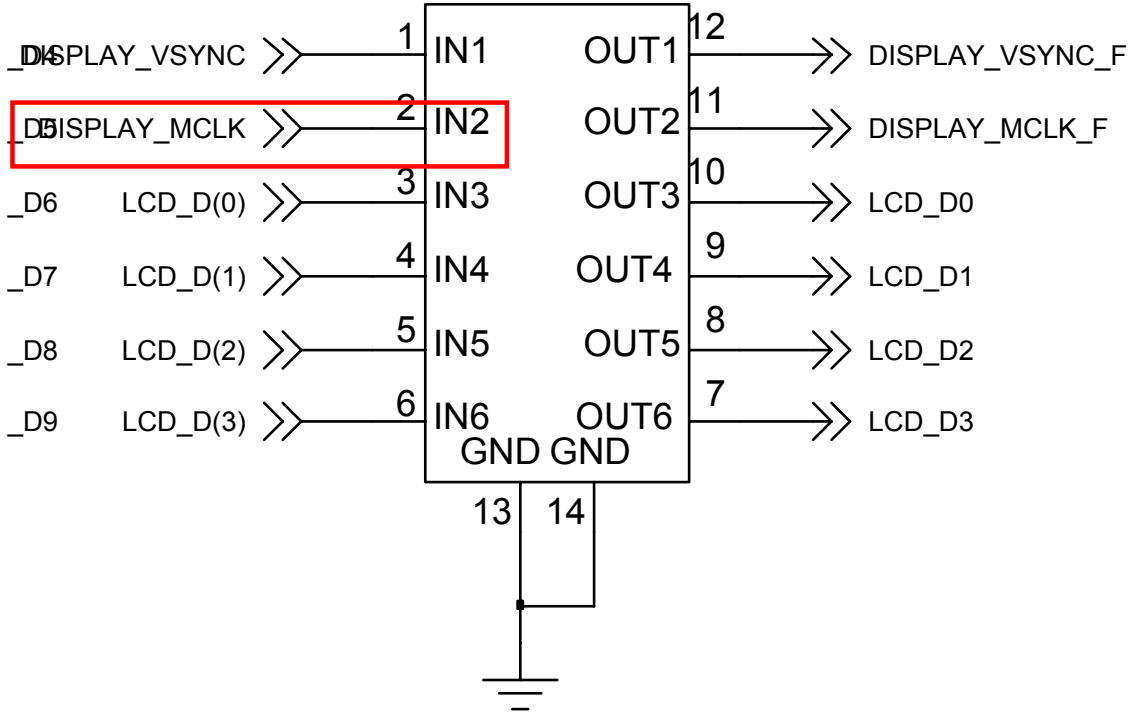 _D4 DISPLAY_VSYNC 1 IN1 OUT1 12 DISPLAY_VSYNC_F
_D5 DISPLAY_MCLK 2 IN2 OUT2 11 DISPLAY_MCLK_F
_D6 LCD_D(0) 3 IN3 OUT3 10 LCD_D0
_D7 LCD_D(1) 4 IN4 OUT4 9 LCD_D1
_D8 LCD_D(2) 5 IN5 OUT5 8 LCD_D2
_D9 LCD_D(3) 6 IN6 OUT6 7 LCD_D3
GND GND
13 14